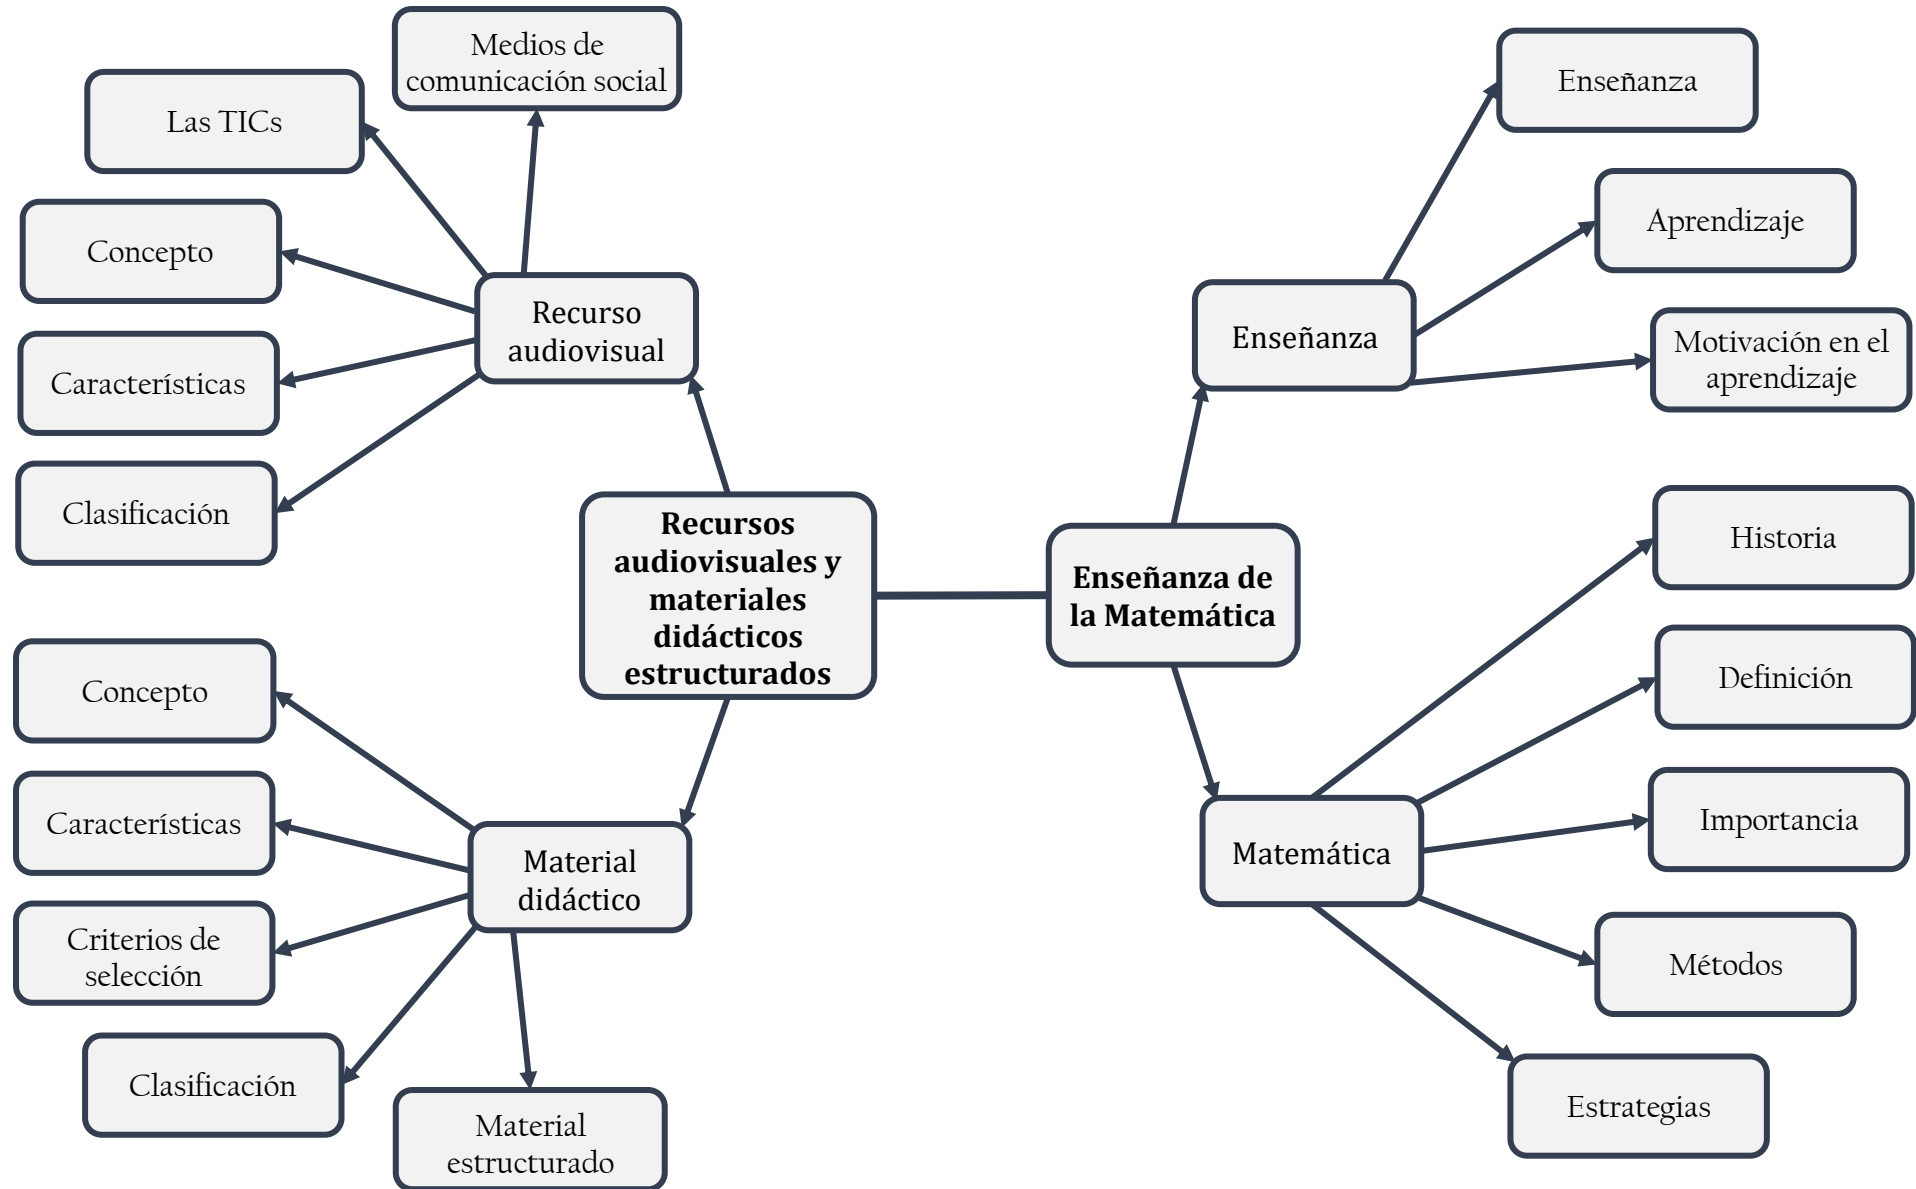 Medios de
comunicación social
Las TICs
Concepto
Características
Clasificación
Recurso
audiovisual
Recursos
audiovisuales y
materiales
didácticos
estructurados
Concepto
Características
Criterios de
selección
Clasificación
Material
estructurado
Material
didáctico
Enseñanza de
la Matemática
Enseñanza
Enseñanza
Aprendizaje
Motivación en el
aprendizaje
Matemática
Historia
Definición
Importancia
Métodos
Estrategias